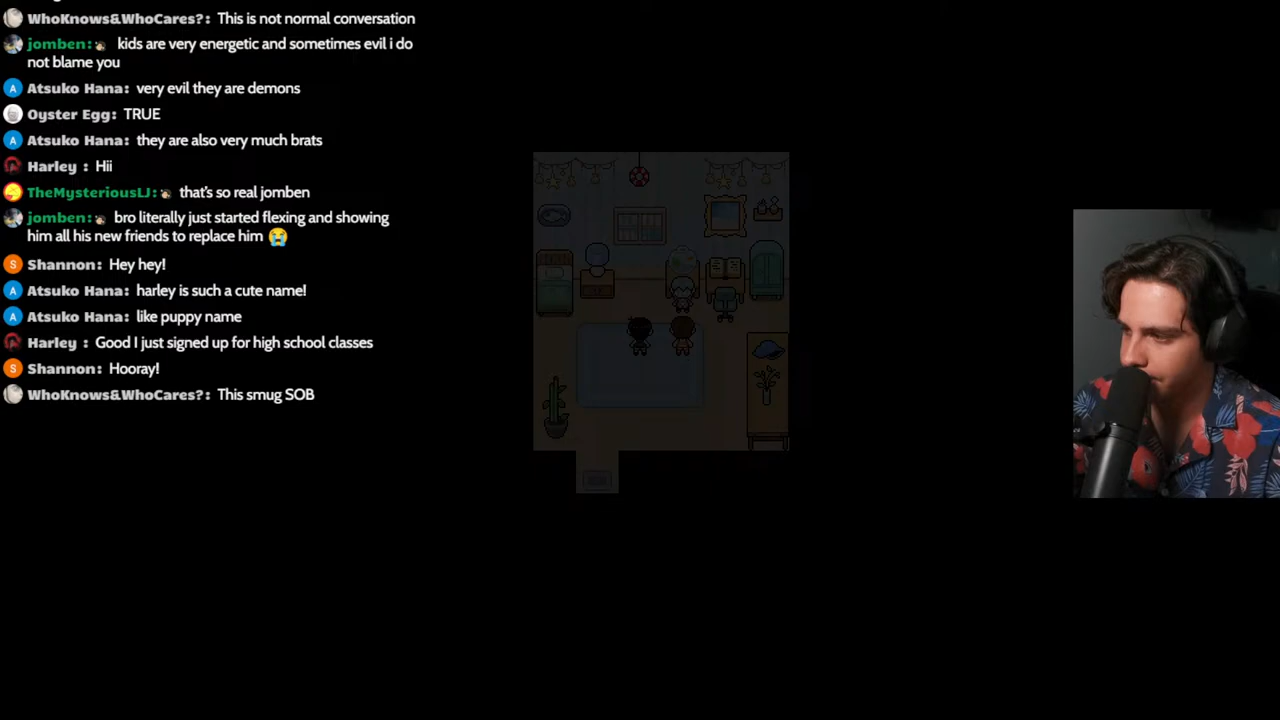 WhoKnows&WhoCares?: This is not normal conversation
jomben: kids are very energetic and sometimes evil i do
not blame you
A Atsuko Hana: very evil they are demons
Oyster Egg: TRUE
A Atsuko Hana: they are also very much brats
Harley : Hii
TheMysteriousLJ: that's so real jomben
jomben: bro literally just started flexing and showing
him all his new friends to replace him 😭
S Shannon: Hey hey!
A Atsuko Hana: harley is such a cute name!
A Atsuko Hana: like puppy name
Harley : Good I just signed up for high school classes
S Shannon: Hooray!
WhoKnows&WhoCares?: This smug SOB